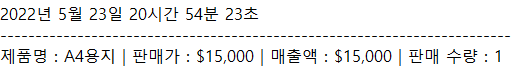 2022년 5월 23일 20시간 54분 23초
--------------------------------------------------------------------------------
제품명 : A4용지 | 판매가 : $15,000 | 매출액 : $15,000 | 판매 수량 : 1